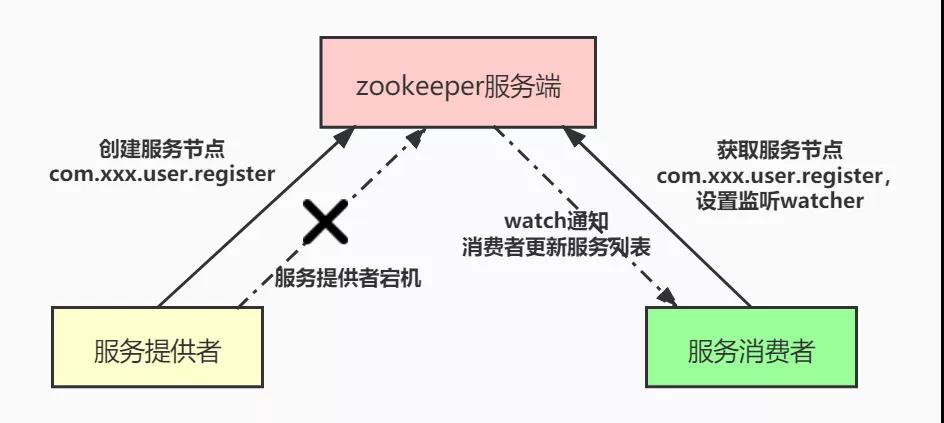 zookeeper服务端
创建服务节点
com.xxx.user.register
获取服务节点
com.xxx.user.register，
设置监听watcher
watch通知
消费者更新服务列表
服务提供者宕机
服务提供者
服务消费者